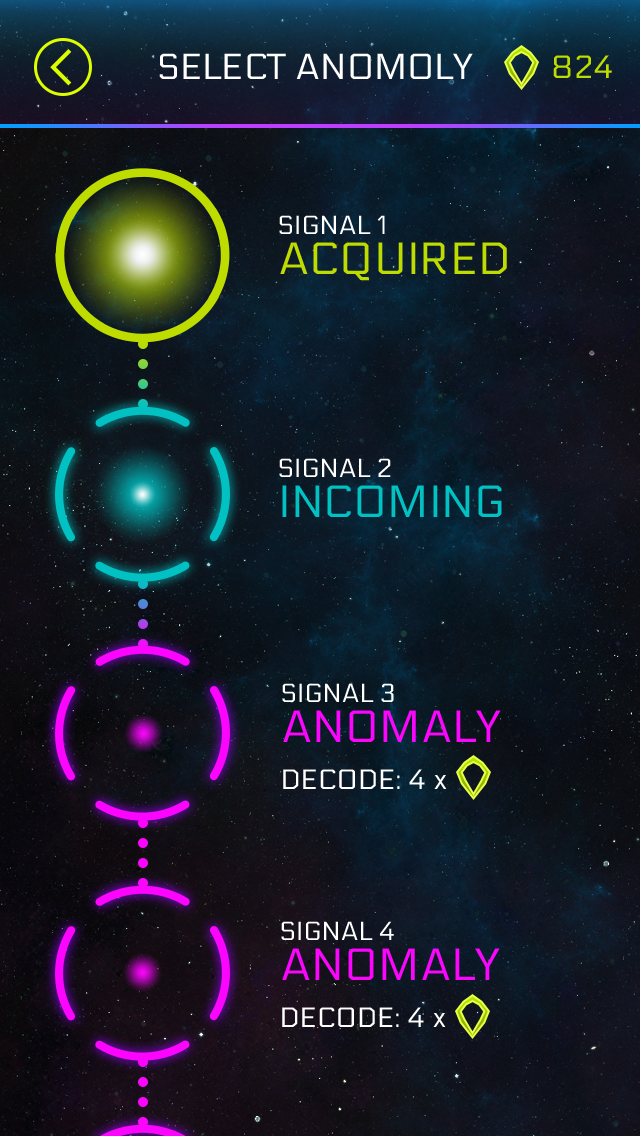 SELECT ANOMOLY 824
SIGNAL 1
ACQUIRED
SIGNAL 2
INCOMING
SIGNAL 3
ANOMALY
DECODE: 4 x
SIGNAL 4
ANOMALY
DECODE: 4 x